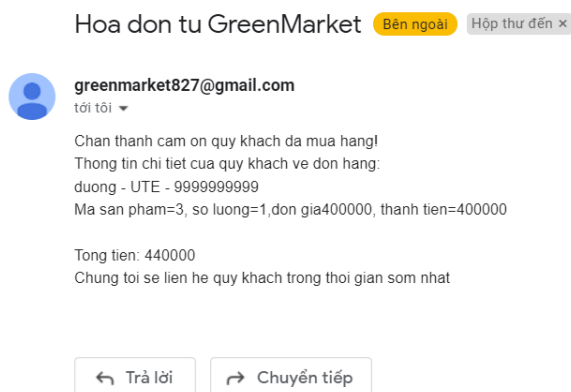 Hoa don tu GreenMarket Bên ngoài Hộp thư đến ×
greenmarket827@gmail.com
tới tôi
Chan thanh cam on quy khach da mua hang!
Thong tin chi tiet cua quy khach ve don hang:
duong - UTE - 9999999999
Ma san pham=3, so luong=1,don gia400000, thanh tien=400000
Tong tien: 440000
Chung toi se lien he quy khach trong thoi gian som nhat
Trả lời Chuyển tiếp